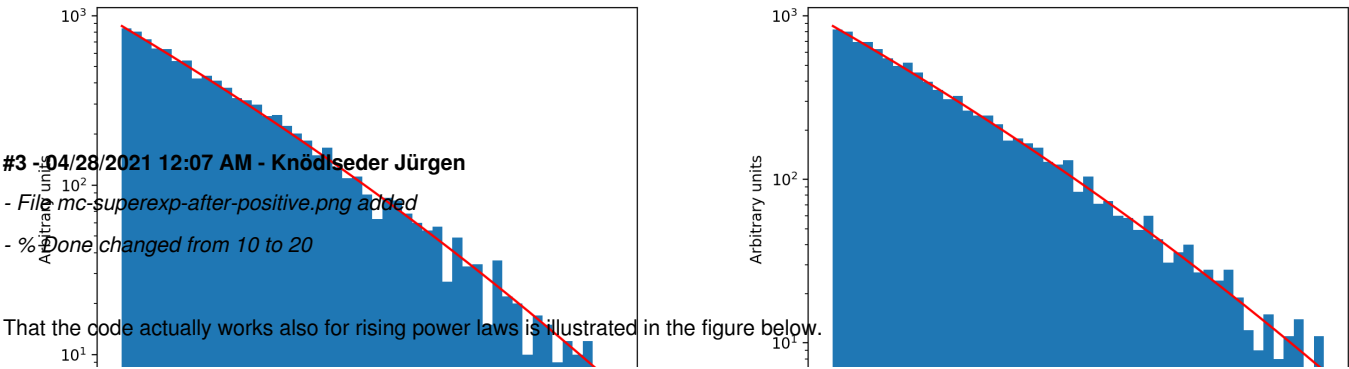 10³
10²
10¹
Arbitrary units
10³
10²
10¹
Arbitrary units
#3 - 04/28/2021 12:07 AM - Knödlseder Jürgen
- File mc-superexp-after-positive.png added
- % Done changed from 10 to 20
That the code actually works also for rising power laws is illustrated in the figure below.